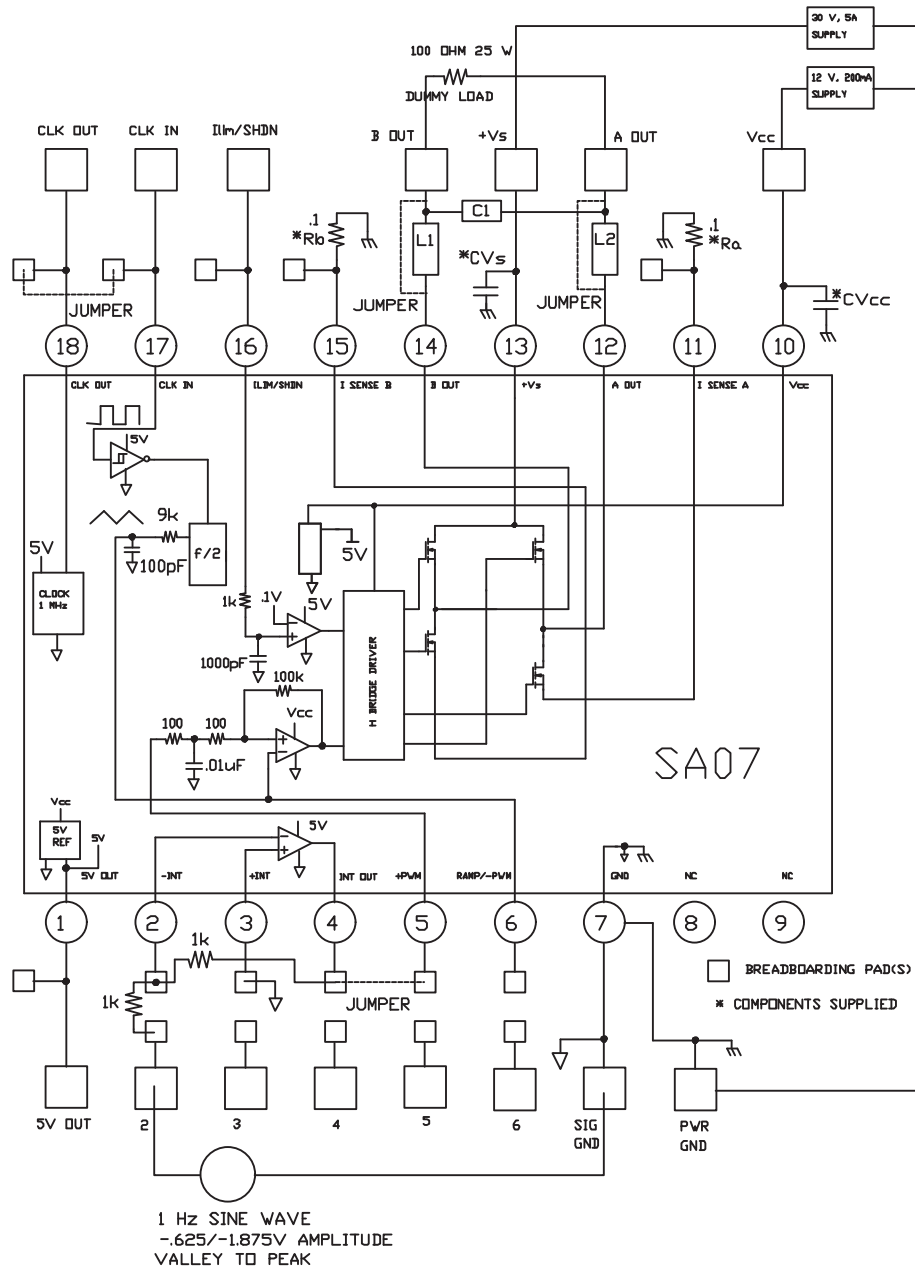 30 V, 5A
SUPPLY
100 OHM 25 W
12 V, 200mA
SUPPLY
DUMMY LOAD
CLK OUT
CLK IN
Ilim/SHDN
B OUT
+Vs
A OUT
Vcc
.1
*Rb
C1
.1
*Ra
L1
L2
*CVs
*CVcc
JUMPER
JUMPER
JUMPER
18
17
16
15
14
13
12
11
10
CLK OUT
CLK IN
ILIM/SHDN
I SENSE B
B OUT
+Vs
A OUT
I SENSE A
Vcc
5V
9k
5V
100pF
f/2
5V
CLOCK
1 MHz
1k
.1V
5V
1000pF
100k
H BRIDGE DRIVER
Vcc
100
100
.01uF
SA07
Vcc
5V
REF
5V
5V
5V OUT
-INT
+INT
INT OUT
+PWM
RAMP/-PWM
GND
NC
NC
1
2
3
4
5
6
7
8
9
1k
BREADBOARDING PAD(S)
1k
JUMPER
* COMPONENTS SUPPLIED
5V OUT
2
3
4
5
6
SIG
GND
PWR
GND
1 Hz SINE WAVE
-.625/-1.875V AMPLITUDE
VALLEY TO PEAK